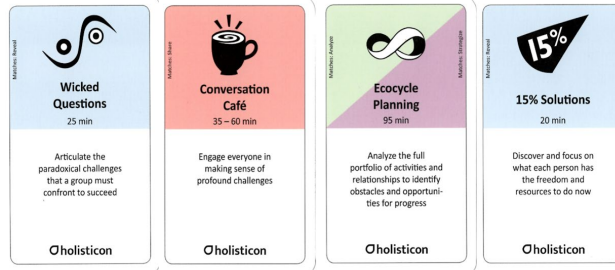 Matches: Reveal
Wicked
Questions
25 min
Articulate the
paradoxical challenges
that a group must
confront to succeed
holisticon
Matches: Share
Conversation
Café
35 – 60 min
Engage everyone in
making sense of
profound challenges
holisticon
Matches: Analyze
Matches: Strategize
Ecocycle
Planning
95 min
Analyze the full
portfolio of activities and
relationships to identify
obstacles and opportuni-
ties for progress
holisticon
Matches: Reveal
15%
15% Solutions
20 min
Discover and focus on
what each person has
the freedom and
resources to do now
holisticon